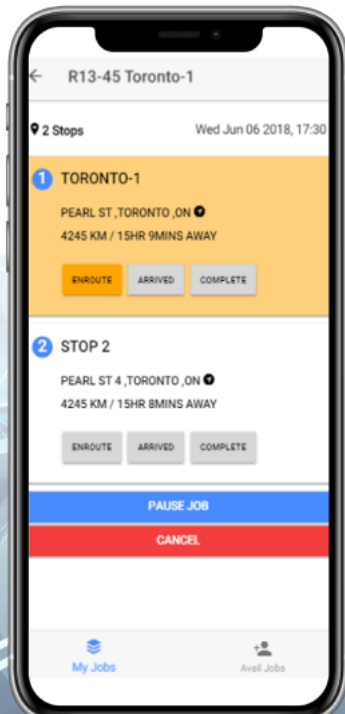 R13-45 Toronto-1
2 Stops
Wed Jun 06 2018, 17:30
1 TORONTO-1
PEARL ST ,TORONTO ,ON
4245 KM / 15HR 9MINS AWAY
ENROUTE ARRIVED COMPLETE
2 STOP 2
PEARL ST 4 ,TORONTO ,ON
4245 KM / 15HR 8MINS AWAY
ENROUTE ARRIVED COMPLETE
PAUSE JOB
CANCEL
My Jobs
Avail Jobs